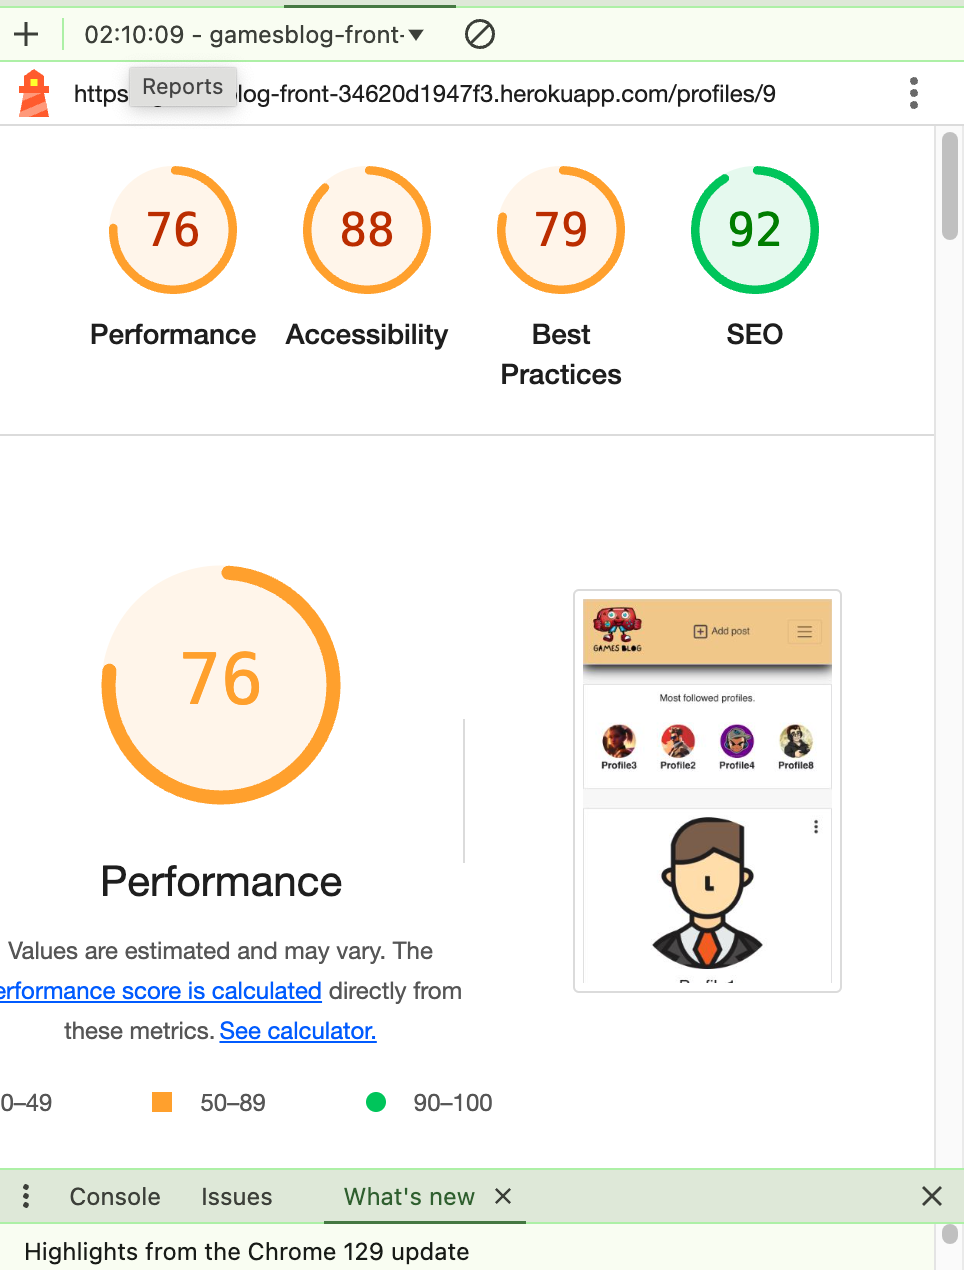 02:10:09 - gamesblog-front-
Reports
https log-front-34620d1947f3.herokuapp.com/profiles/9
76 88 79 92
Performance Accessibility Best Practices SEO
76
GAMES BLOG
Add post
Most followed profiles.
Profile3 Profile2 Profile4 Profile8
Performance
Values are estimated and may vary. The
erformance score is calculated directly from
these metrics. See calculator.
0–49 50–89 90–100
Console Issues What's new
Highlights from the Chrome 129 update